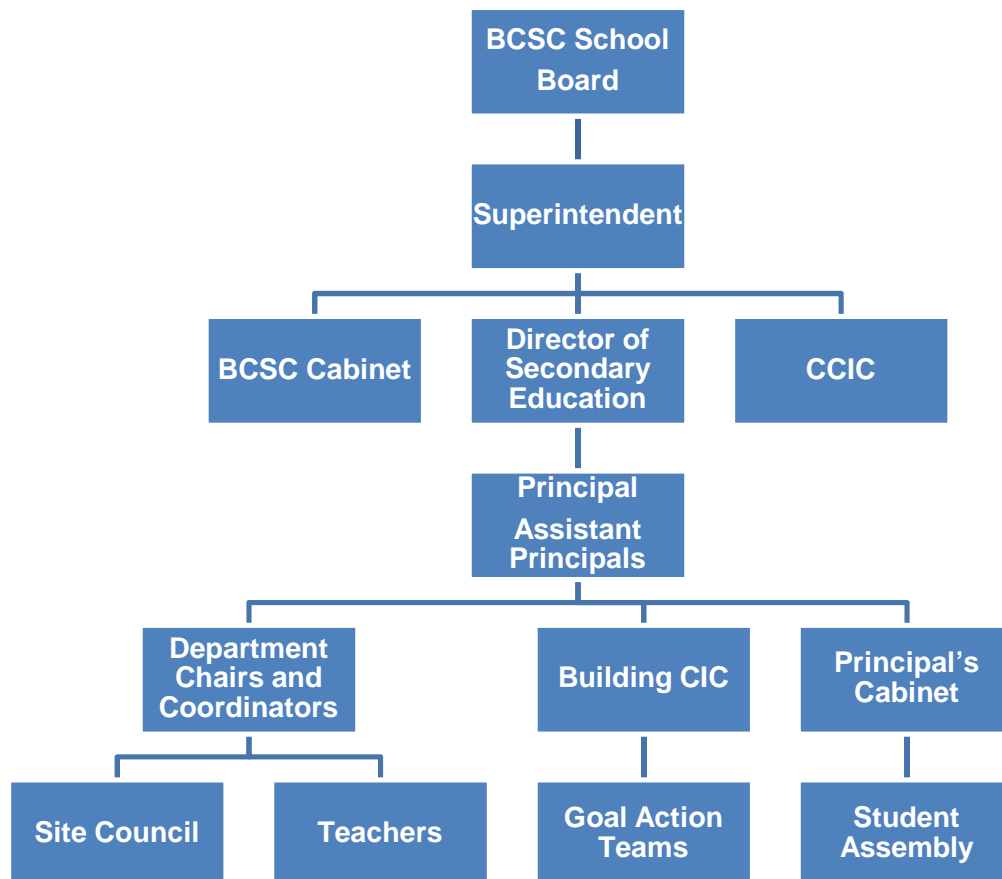 BCSC School
Board
Superintendent
BCSC Cabinet
Director of
Secondary
Education
CCIC
Principal
Assistant
Principals
Department
Chairs and
Coordinators
Building CIC
Principal’s
Cabinet
Site Council
Teachers
Goal Action
Teams
Student
Assembly